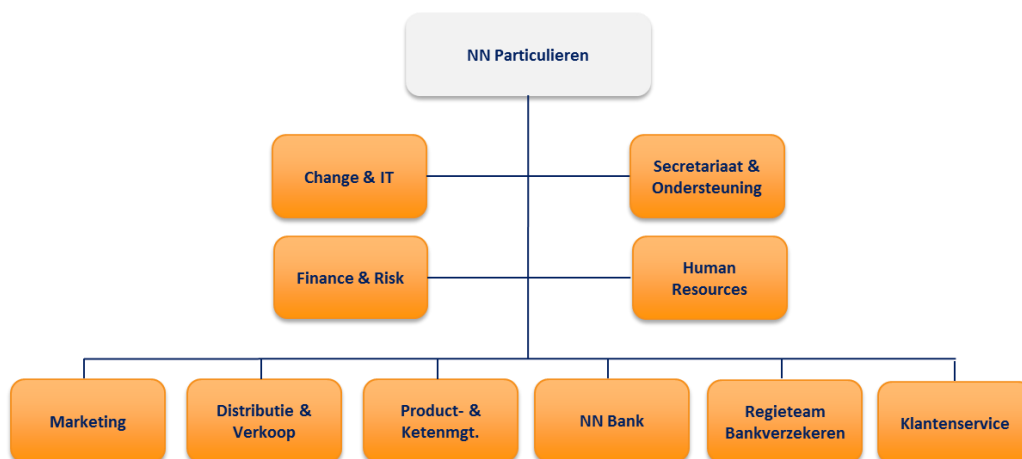 NN Particulieren
Change & IT
Secretariaat &
Ondersteuning
Finance & Risk
Human
Resources
Marketing
Distributie &
Verkoop
Product- &
Ketenmgt.
NN Bank
Regieteam
Bankverzekeren
Klantenservice